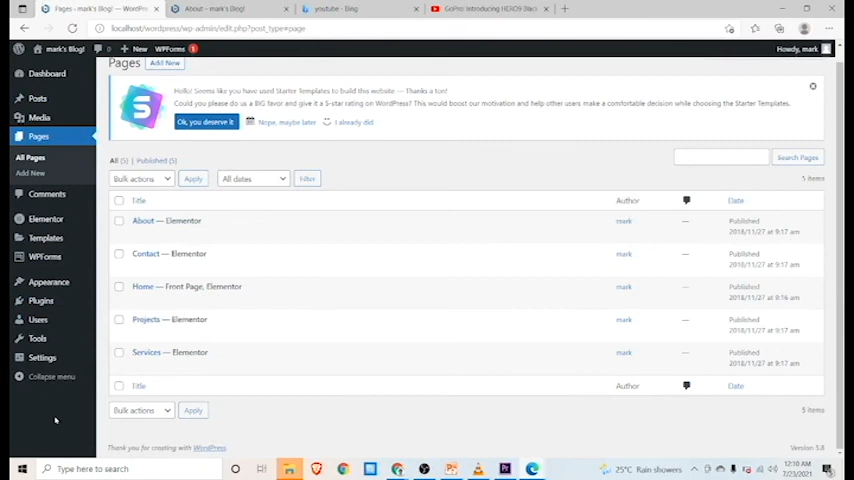 Pages - mark's Blog! — WordPre
About – mark's Blog!
youtube - Bing
GoPro: Introducing HERO9 Black
localhost/wordpress/wp-admin/edit.php?post_type=page
mark's Blog! 0 New WPForms 1 Howdy, mark
Dashboard
Posts
Media
Pages
All Pages
Add New
Comments
Elementor
Templates
WPForms
Appearance
Plugins
Users
Tools
Settings
Collapse menu
Pages Add New
Hello! Seems like you have used Starter Templates to build this website — Thanks a ton!
Could you please do us a BIG favor and give it a 5-star rating on WordPress? This would boost our motivation and help other users make a comfortable decision while choosing the Starter Templates.
Ok, you deserve it Nope, maybe later I already did
All (5) | Published (5)
Search Pages
Bulk actions Apply All dates Filter 5 items
Title Author Date
About — Elementor mark — Published
2018/11/27 at 9:17 am
Contact — Elementor mark — Published
2018/11/27 at 9:17 am
Home — Front Page, Elementor mark — Published
2018/11/27 at 9:16 am
Projects — Elementor mark — Published
2018/11/27 at 9:17 am
Services — Elementor mark — Published
2018/11/27 at 9:17 am
Title Author Date
Bulk actions Apply 5 items
Thank you for creating with WordPress. Version 5.8
Type here to search
25°C Rain showers
12:10 AM
7/23/2021